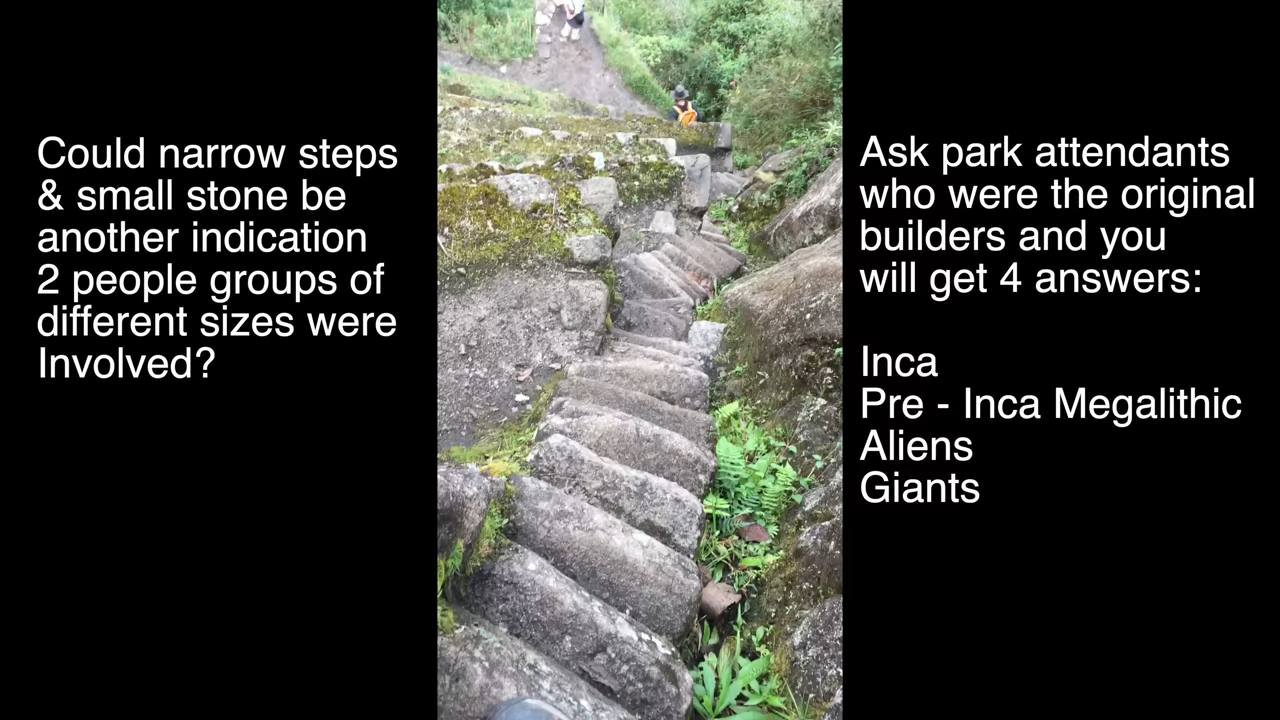 Could narrow steps
& small stone be
another indication
2 people groups of
different sizes were
Involved?
Ask park attendants
who were the original
builders and you
will get 4 answers:
Inca
Pre - Inca Megalithic
Aliens
Giants